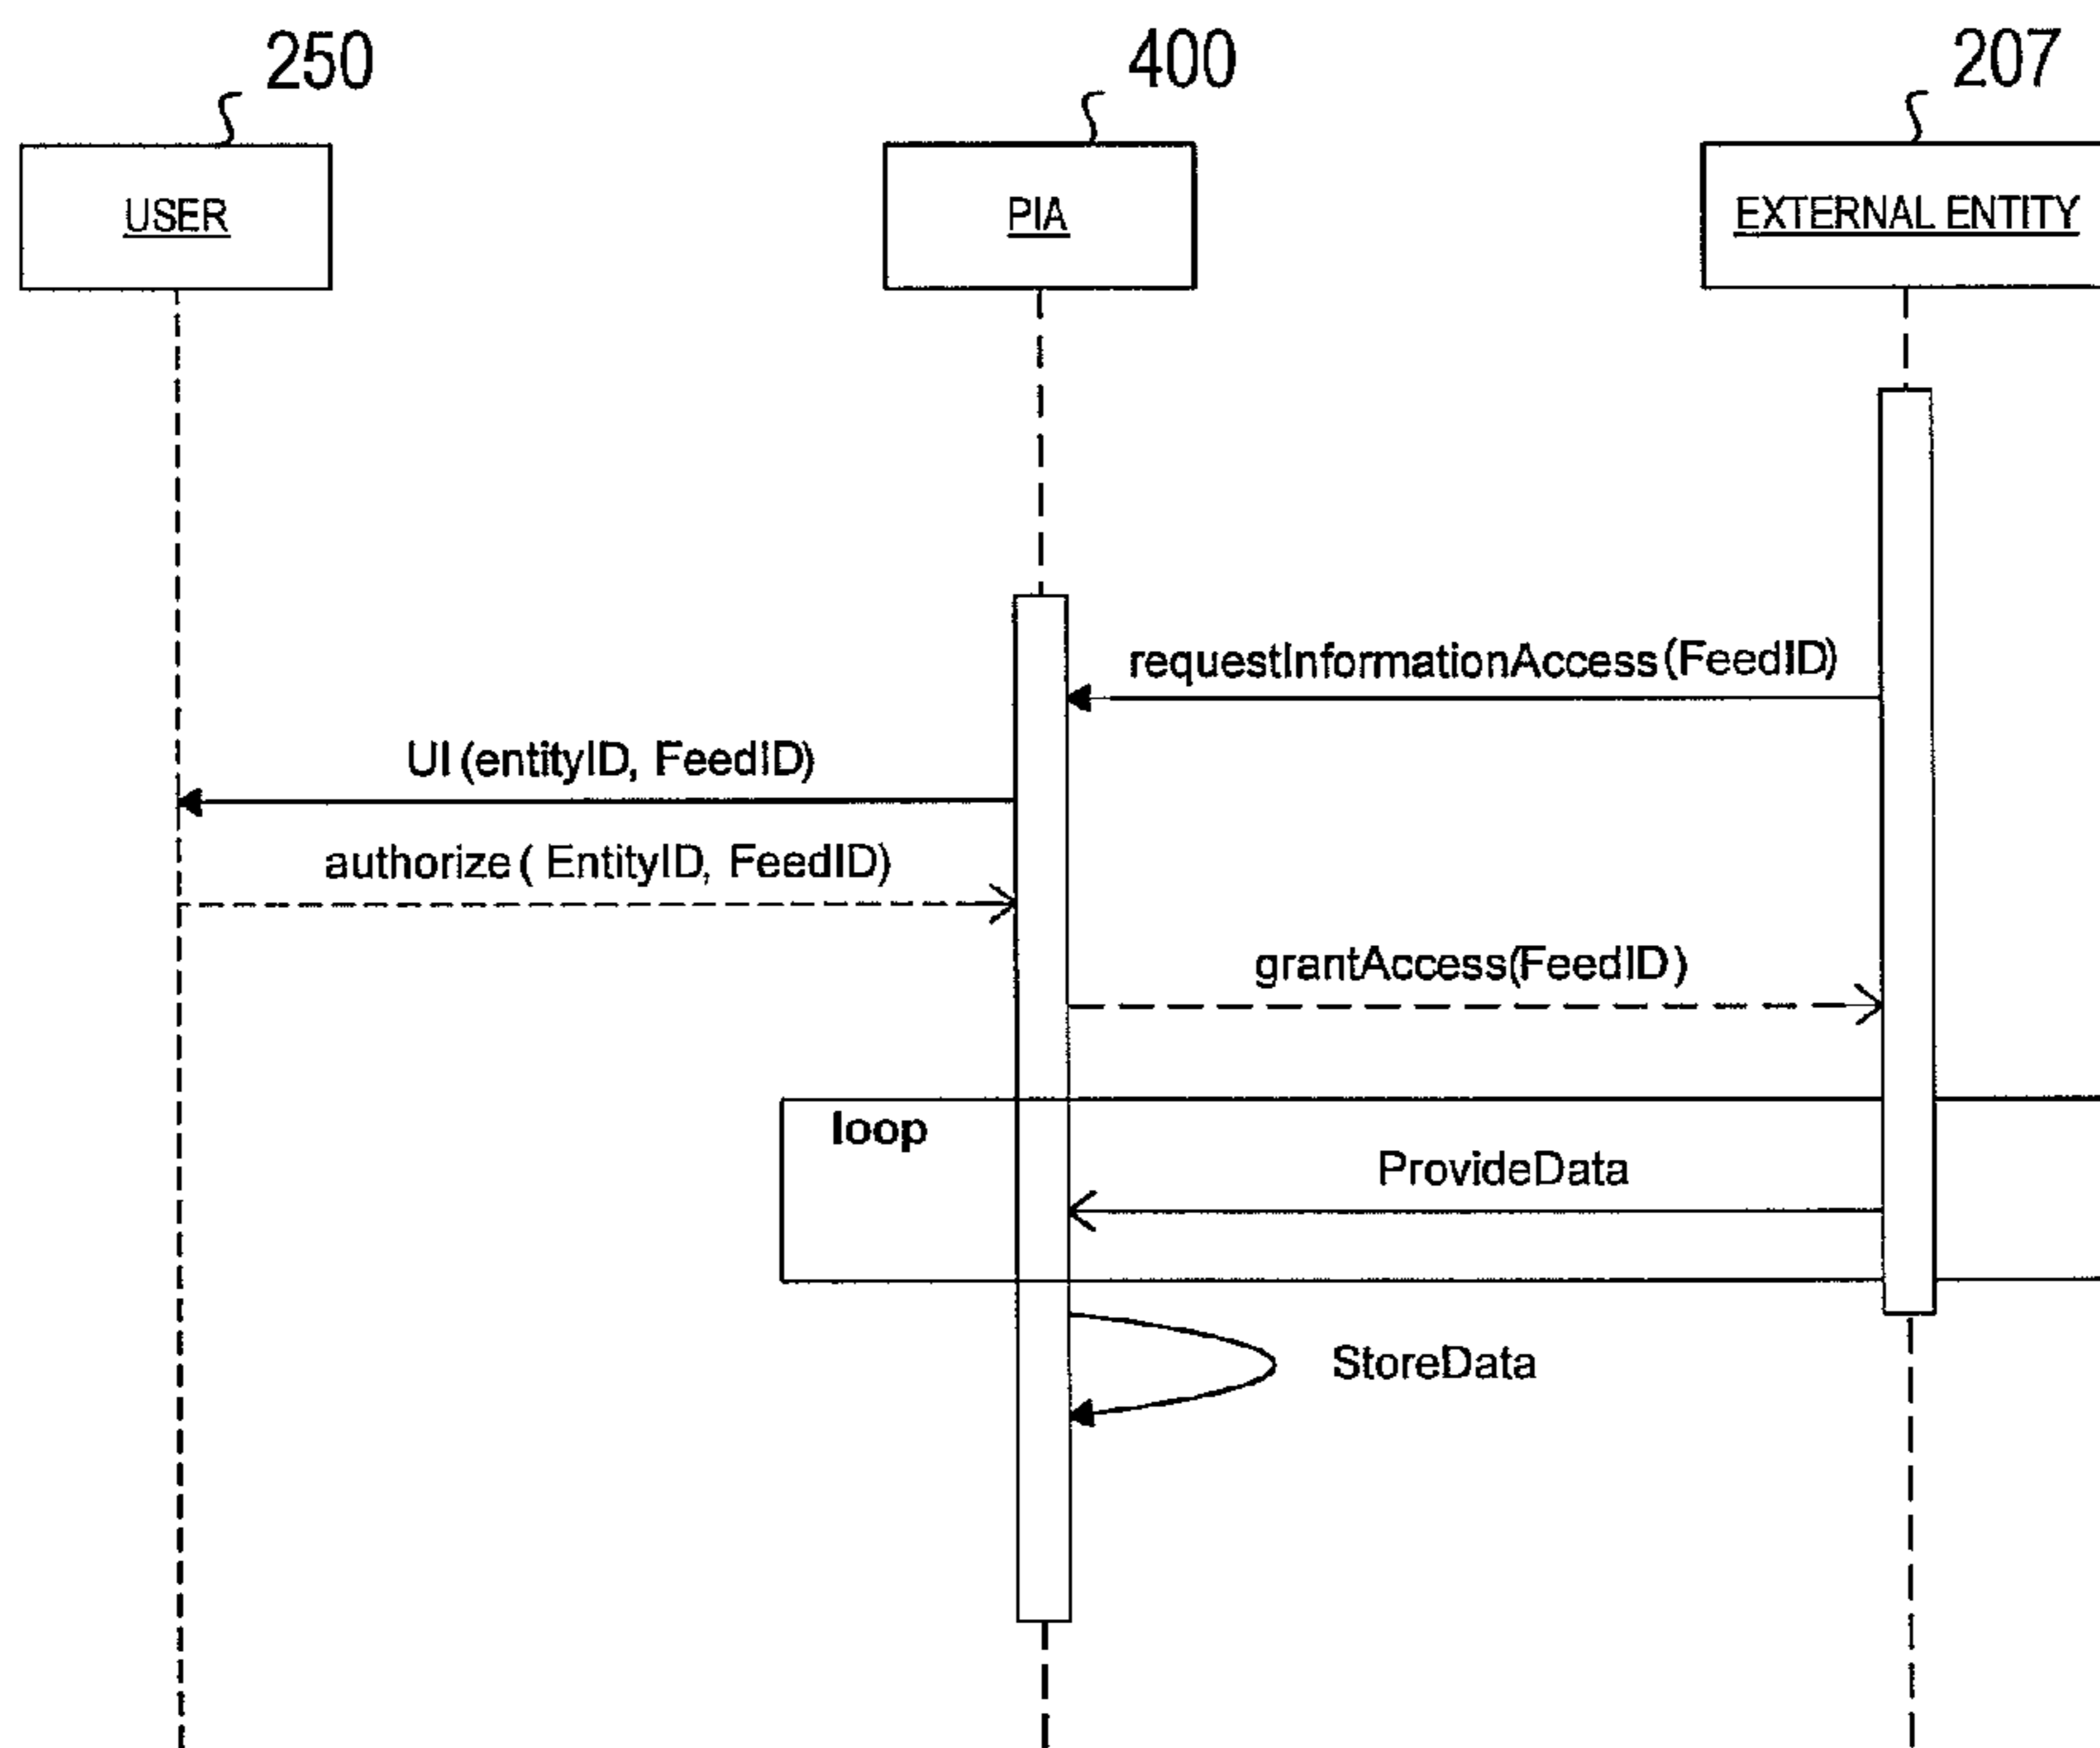 250
400
207
USER
PIA
EXTERNAL ENTITY
requestInformationAccess(FeedID)
UI (entityID, FeedID)
authorize ( EntityID, FeedID)
grantAccess(FeedID)
loop
ProvideData
StoreData